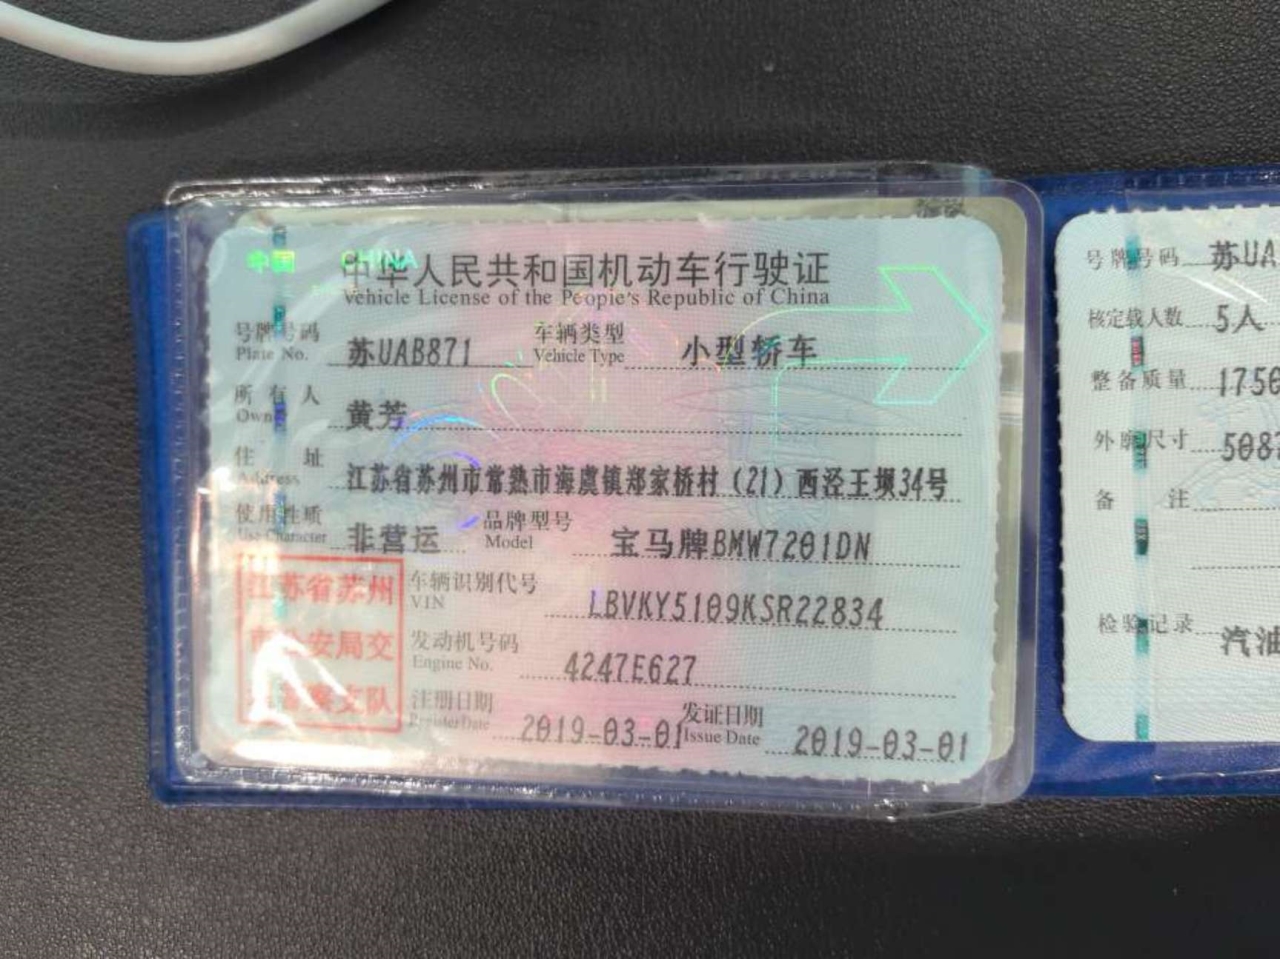 中国 CHINA
中华人民共和国机动车行驶证
Vehicle License of the People's Republic of China
号牌号码 苏UAB871 车辆类型 小型轿车
Plate No. Vehicle Type
所有人 黄芳
Owner
住址 江苏省苏州市常熟市海虞镇郑家桥村（21）西泾王坝34号
Address
使用性质 非营运 品牌型号 宝马牌BMW7201DN
Use Character Model
江苏省苏州
安局交
支队
车辆识别代号 LBVKY5109KSR22834
VIN
发动机号码 4247E627
Engine No.
注册日期 2019-03-01 发证日期 2019-03-01
Register Date Issue Date
号牌号码 苏UA
核定载人数 5人
整备质量 1750
外廓尺寸 508
备注
检验记录 汽油